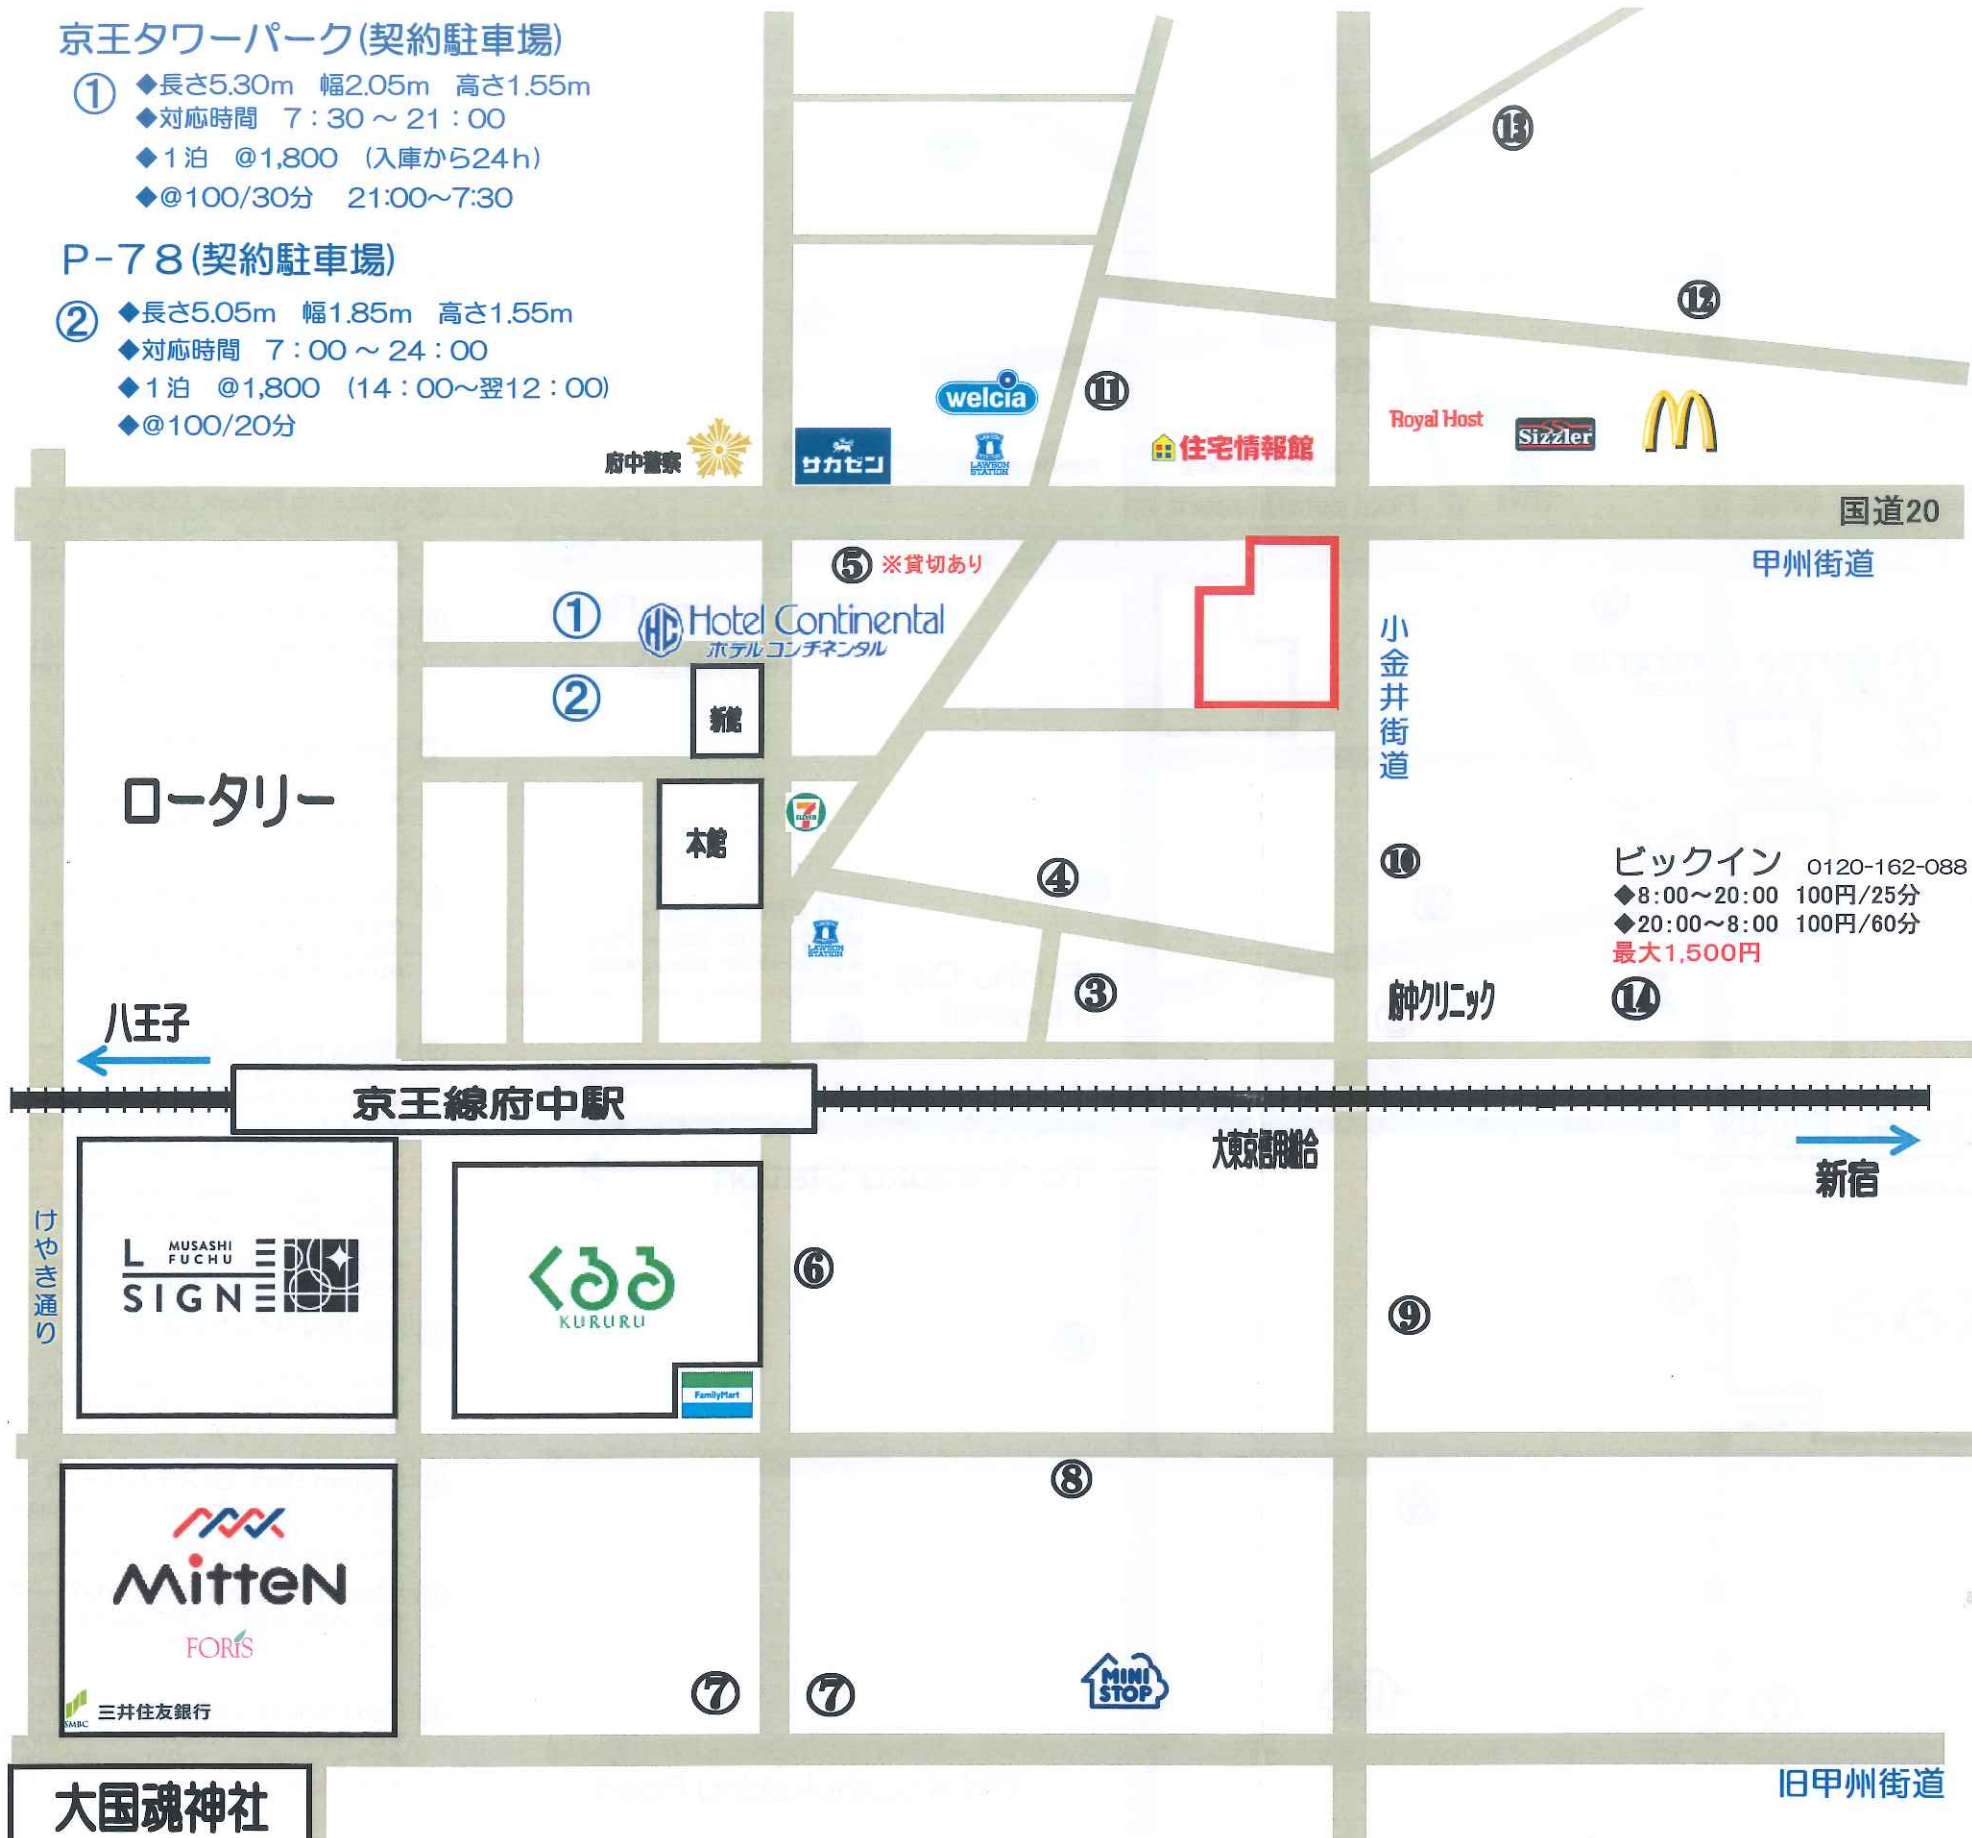 京王タワーパーク(契約駐車場)
①
◆長さ5.30m 幅2.05m 高さ1.55m
◆対応時間 7：30～21：00
◆1泊 @1,800 (入庫から24h)
◆@100/30分 21:00～7:30
P-78(契約駐車場)
②
◆長さ5.05m 幅1.85m 高さ1.55m
◆対応時間 7：00～24：00
◆1泊 @1,800 (14：00～翌12：00)
◆@100/20分
⑬
⑫
welcia
⑪
Royal Host
Sizzler
府中警察
サカゼン
LAWSON STATION
住宅情報館
国道20
甲州街道
⑤ ※貸切あり
①
HC Hotel Continental
ホテルコンチネンタル
小金井街道
②
新館
ロータリー
7
本館
④
⑩
ビックイン 0120-162-088
◆8:00～20:00 100円/25分
◆20:00～8:00 100円/60分
最大1,500円
LAWSON STATION
③
府中クリニック
⑭
八王子
京王線府中駅
大東京信用組合
新宿
けやき通り
L MUSASHI FUCHU
SIGNE
くるる
KURURU
⑥
⑨
FamilyMart
⑧
MitteN
FORIS
SMBC 三井住友銀行
⑦
⑦
MINI STOP
旧甲州街道
大国魂神社